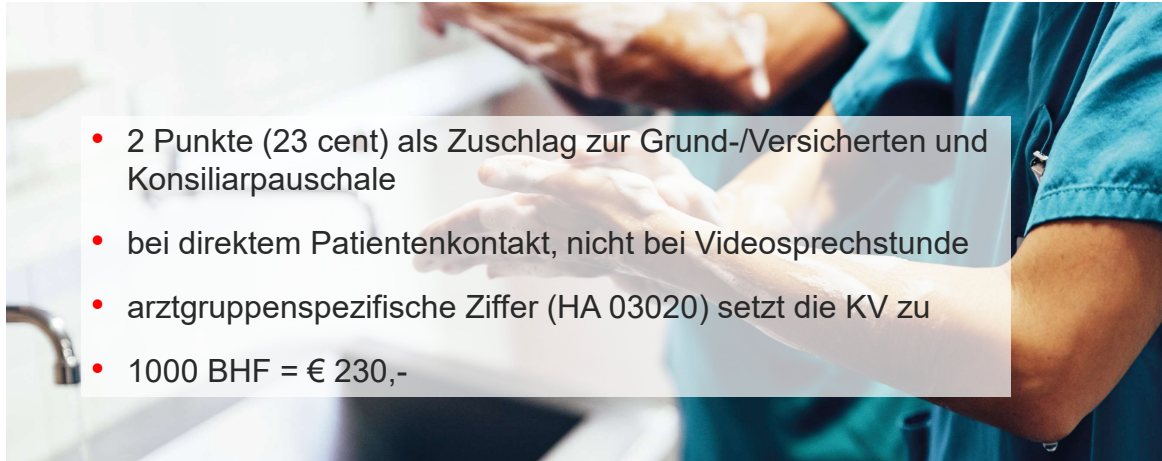 • 2 Punkte (23 cent) als Zuschlag zur Grund-/Versicherten und
Konsiliarpauschale
• bei direktem Patientenkontakt, nicht bei Videosprechstunde
• arztgruppenspezifische Ziffer (HA 03020) setzt die KV zu
• 1000 BHF = € 230,-